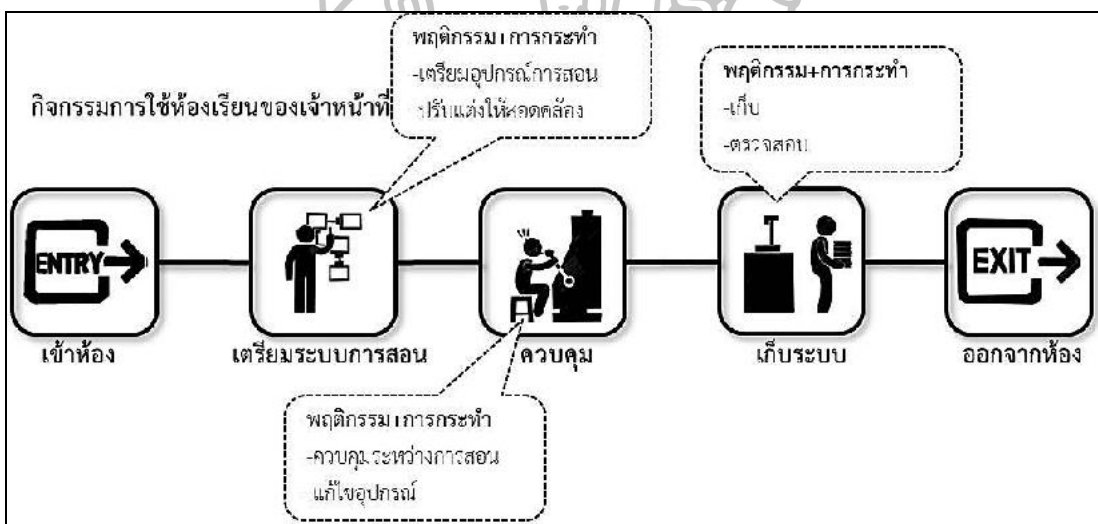 พฤติกรรม+การกระทำ
-เตรียมอุปกรณ์การสอน
-ปรับแต่งให้สอดคล้อง
พฤติกรรม+การกระทำ
-เก็บ
-ตรวจสอบ
กิจกรรมการใช้ห้องเรียนของเจ้าหน้าที่
ENTRY
EXIT
เข้าห้อง
เตรียมระบบการสอน
ควบคุม
เก็บระบบ
ออกจากห้อง
พฤติกรรม+การกระทำ
-ควบคุมระหว่างการสอน
-แก้ไขอุปกรณ์